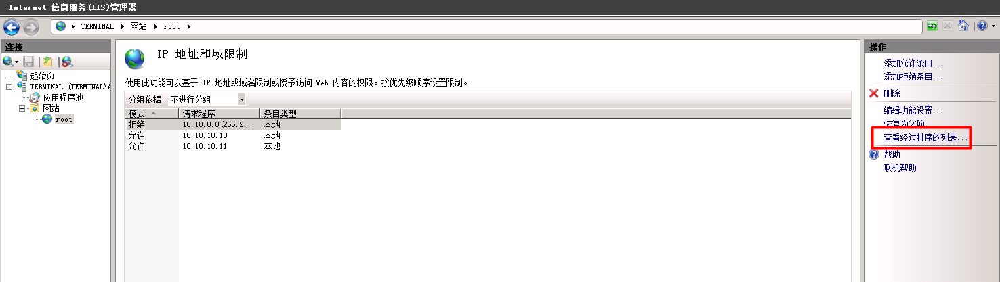 Internet 信息服务(IIS)管理器
TERMINAL 网站 root
连接
起始页
TERMINAL (TERMINAL\A
应用程序池
网站
root
IP 地址和域限制
使用此功能可以基于 IP 地址或域名限制或授予访问 Web 内容的权限。按优先级顺序设置限制。
分组依据: 不进行分组
模式 请求程序 条目类型
拒绝 10.10.0.0(255.2... 本地
允许 10.10.10.10 本地
允许 10.10.10.11 本地
操作
添加允许条目...
添加拒绝条目...
删除
编辑功能设置...
恢复为父项
查看经过排序的列表...
帮助
联机帮助